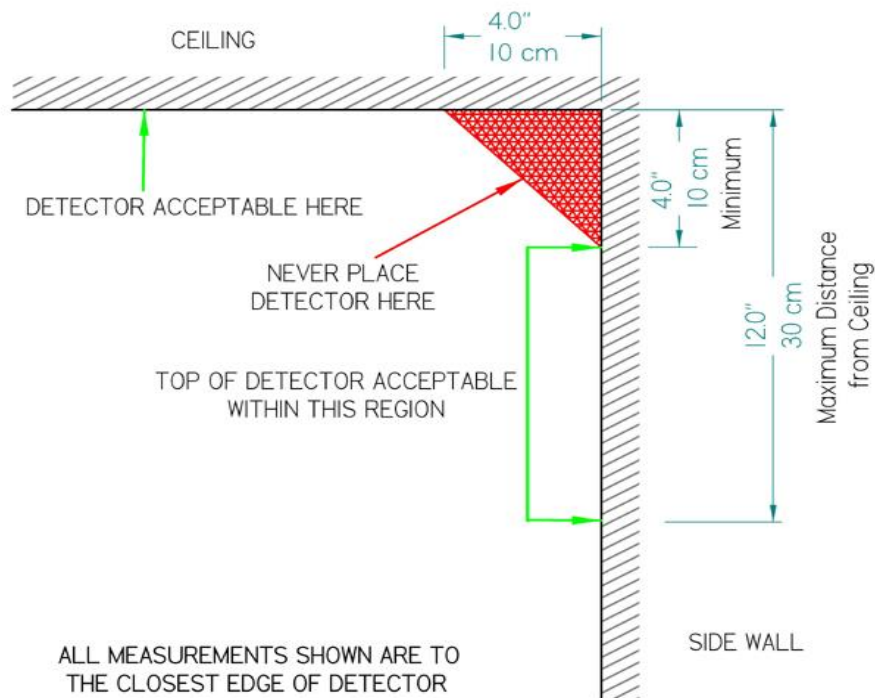 4.0"
10 cm
CEILING
DETECTOR ACCEPTABLE HERE
4.0"
10 cm
Minimum
NEVER PLACE
DETECTOR HERE
12.0"
30 cm
Maximum Distance
from Ceiling
TOP OF DETECTOR ACCEPTABLE
WITHIN THIS REGION
ALL MEASUREMENTS SHOWN ARE TO
THE CLOSEST EDGE OF DETECTOR
SIDE WALL